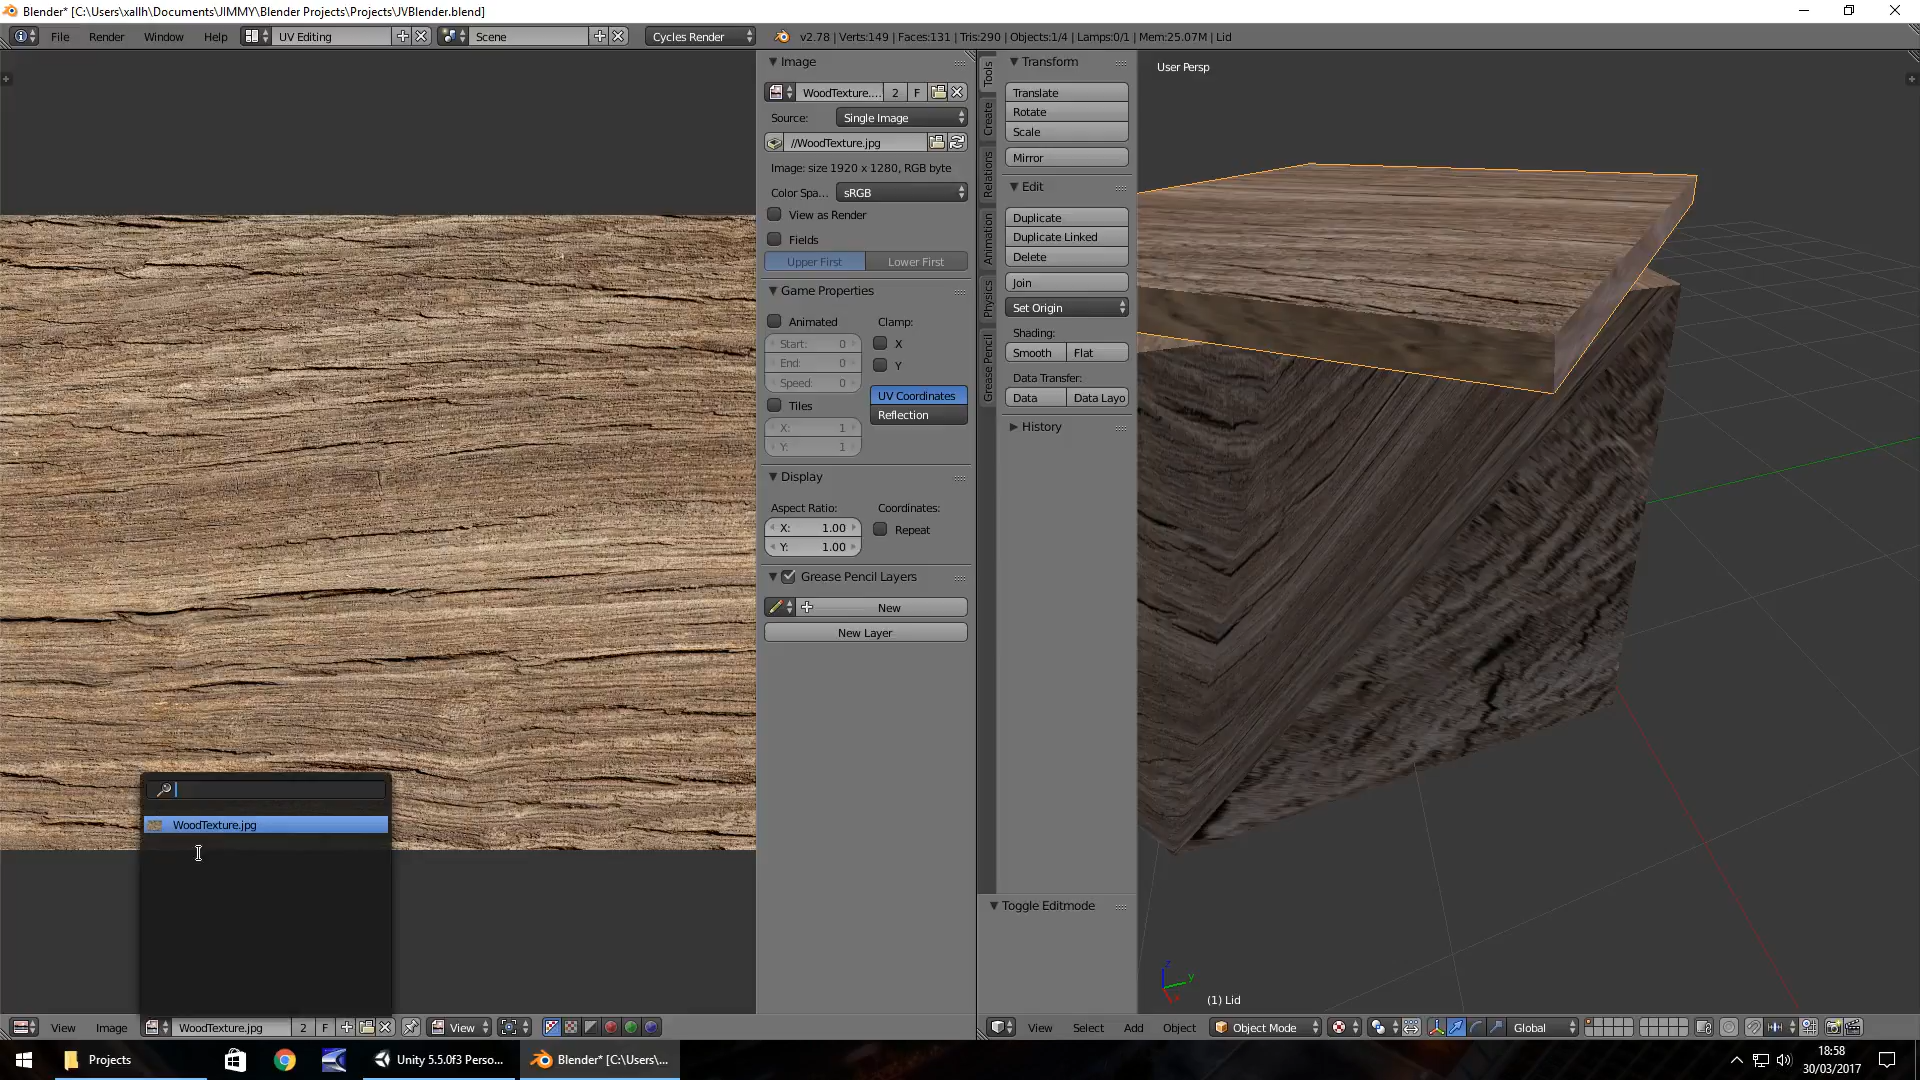 Blender* [C:\Users\xallh\Documents\JIMMY\Blender Projects\Projects\JVBlender.blend]
File Render Window Help UV Editing Scene Cycles Render v2.78 | Verts:149 | Faces:131 | Tris:290 | Objects:1/4 | Lamps:0/1 | Mem:25.07M | Lid
Image
WoodTexture.... 2 F
Source: Single Image
//WoodTexture.jpg
Image: size 1920 x 1280, RGB byte
Color Spa... sRGB
View as Render
Fields
Upper First Lower First
Game Properties
Animated Clamp:
Start: 0 X
End: 0 Y
Speed: 0
UV Coordinates
Tiles Reflection
X: 1
Y: 1
Display
Aspect Ratio: Coordinates:
X: 1.00 Repeat
Y: 1.00
Grease Pencil Layers
New
New Layer
Tools
Create
Relations
Animation
Physics
Grease Pencil
Transform
Translate
Rotate
Scale
Mirror
Edit
Duplicate
Duplicate Linked
Delete
Join
Set Origin
Shading:
Smooth Flat
Data Transfer:
Data Data Layo
History
Toggle Editmode
User Persp
z
y
x
(1) Lid
WoodTexture.jpg
View Image WoodTexture.jpg 2 F View
View Select Add Object Object Mode Global
Projects Unity 5.5.0f3 Perso... Blender* [C:\Users\...
18:58
30/03/2017